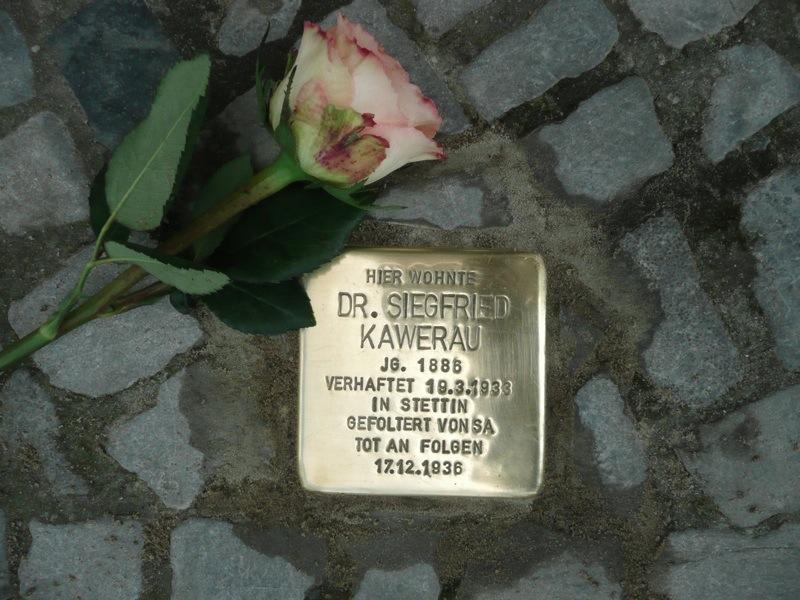 HIER WOHNTE
DR. SIEGFRIED
KAWERAU
JG. 1886
VERHAFTET 19.3.1933
IN STETTIN
GEFOLTERT VON SA
TOT AN FOLGEN
17.12.1936